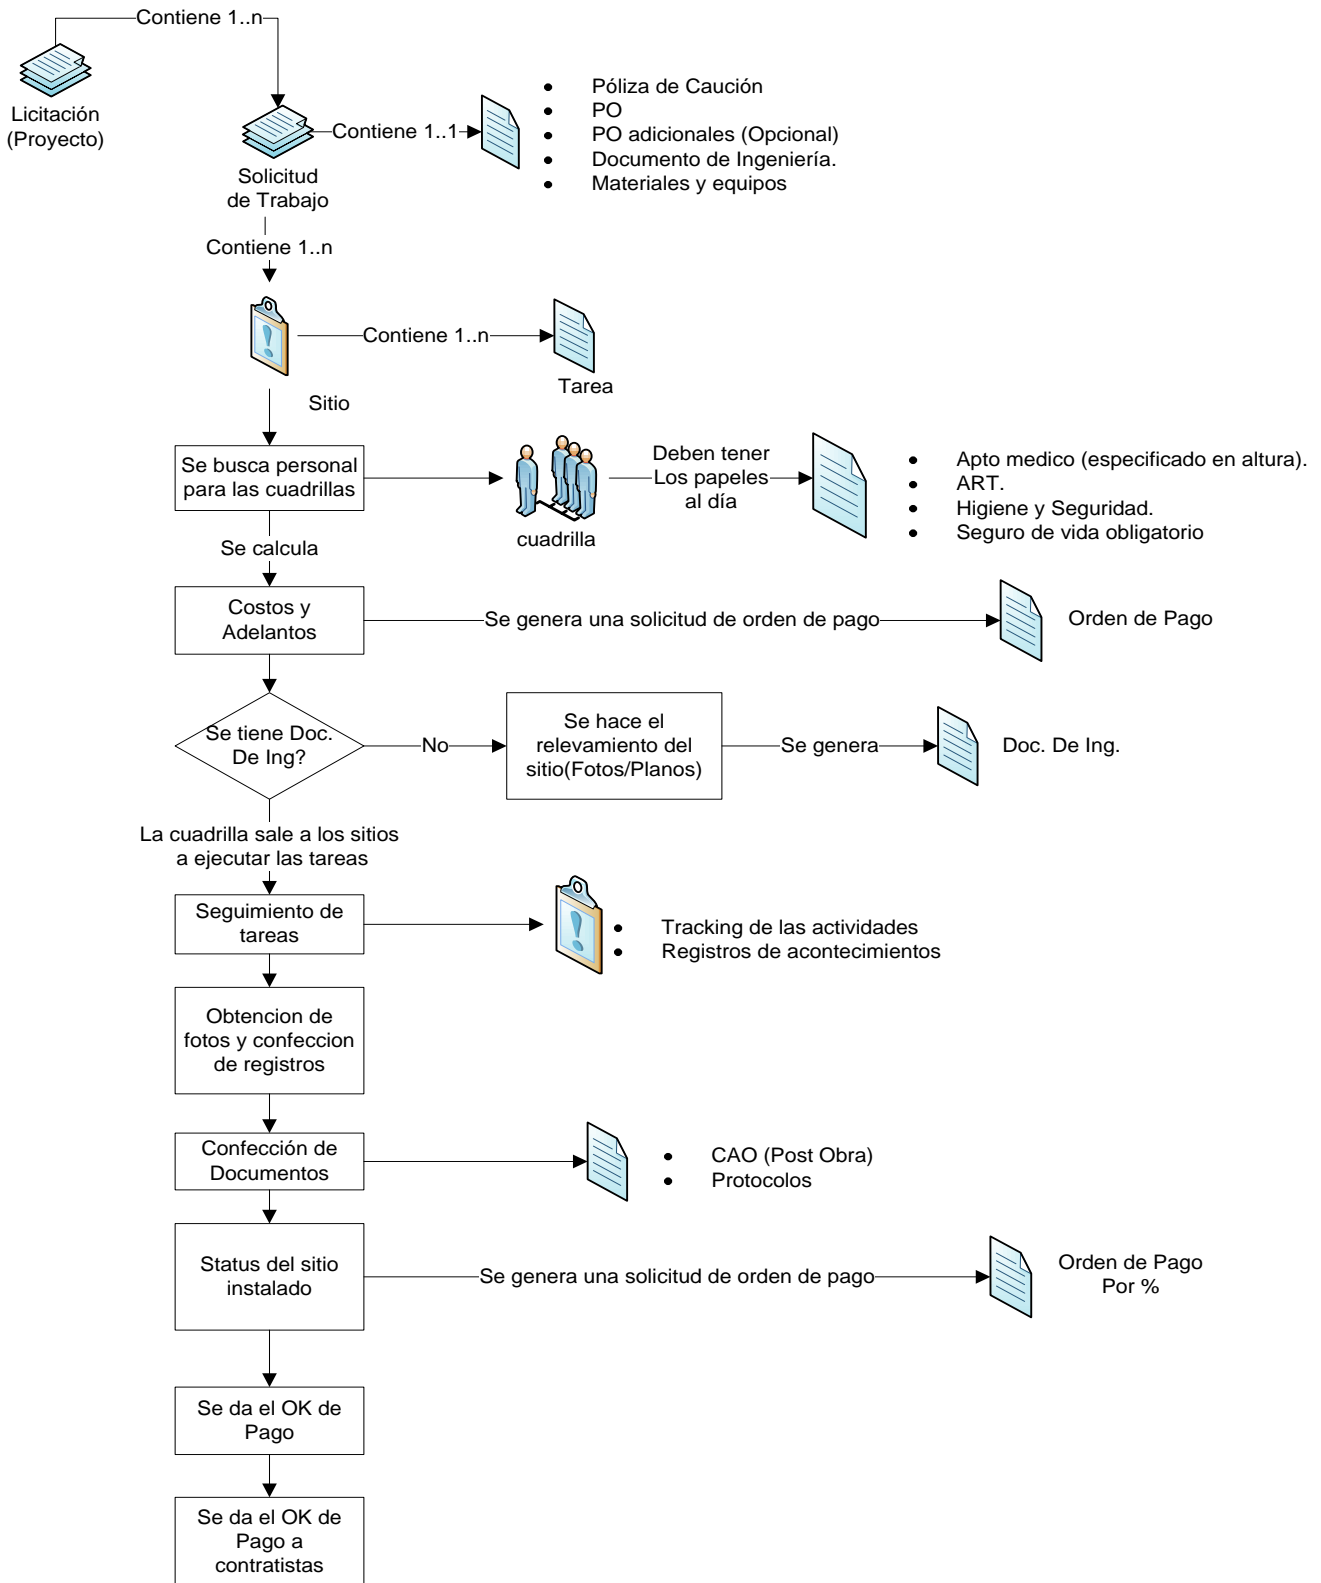 Contiene 1..n
Licitación
(Proyecto)
Solicitud
de Trabajo
Contiene 1..1
• Póliza de Caución
• PO
• PO adicionales (Opcional)
• Documento de Ingeniería.
• Materiales y equipos
Contiene 1..n
Contiene 1..n
Tarea
Sitio
Se busca personal
para las cuadrillas
cuadrilla
Deben tener
Los papeles
al día
• Apto medico (especificado en altura).
• ART.
• Higiene y Seguridad.
• Seguro de vida obligatorio
Se calcula
Costos y
Adelantos
Se genera una solicitud de orden de pago
Orden de Pago
Se tiene Doc.
De Ing?
No
Se hace el
relevamiento del
sitio(Fotos/Planos)
Se genera
Doc. De Ing.
La cuadrilla sale a los sitios
a ejecutar las tareas
Seguimiento de
tareas
• Tracking de las actividades
• Registros de acontecimientos
Obtencion de
fotos y confeccion
de registros
Confección de
Documentos
• CAO (Post Obra)
• Protocolos
Status del sitio
instalado
Se genera una solicitud de orden de pago
Orden de Pago
Por %
Se da el OK de
Pago
Se da el OK de
Pago a
contratistas